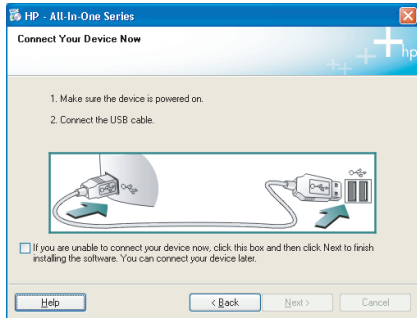 HP - All-In-One Series
Connect Your Device Now
hp
1. Make sure the device is powered on.
2. Connect the USB cable.
If you are unable to connect your device now, click this box and then click Next to finish
installing the software. You can connect your device later.
Help
< Back
Next >
Cancel